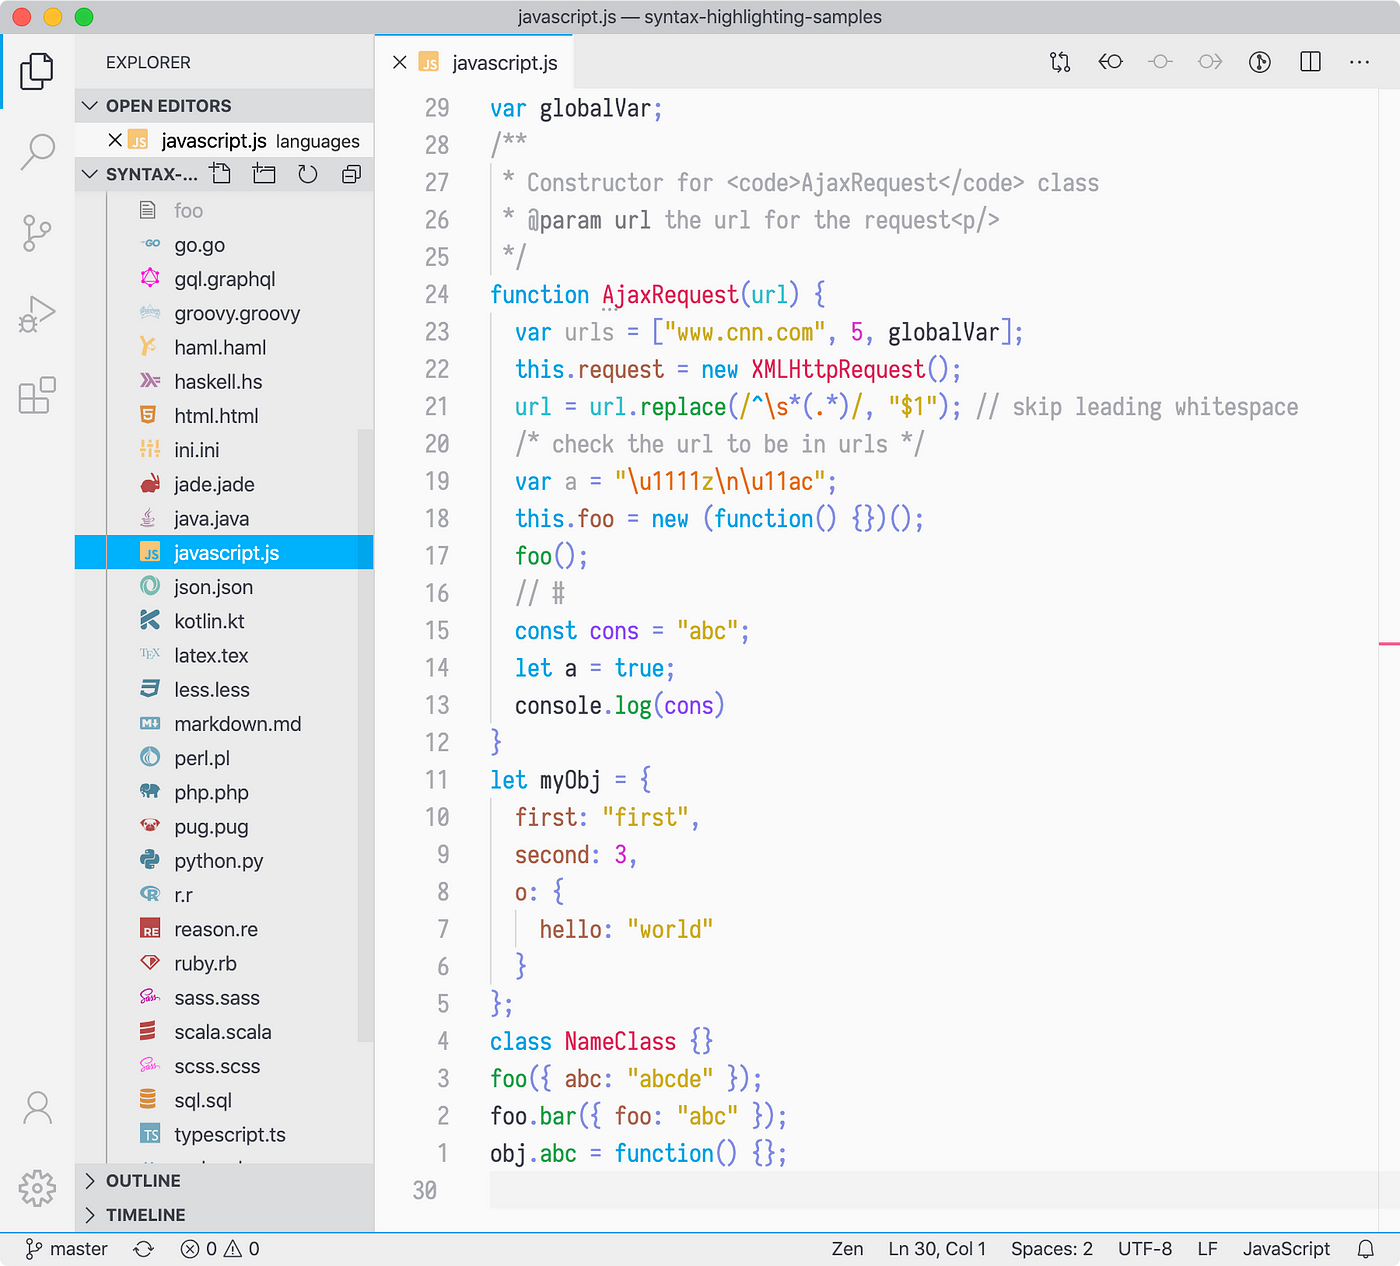 javascript.js — syntax-highlighting-samples
EXPLORER
OPEN EDITORS
JS javascript.js languages
SYNTAX-...
foo
GO go.go
gql.graphql
groovy.groovy
haml.haml
haskell.hs
5 html.html
ini.ini
jade.jade
java.java
JS javascript.js
json.json
kotlin.kt
TEX latex.tex
less.less
M markdown.md
perl.pl
php.php
pug.pug
python.py
R r.r
RE reason.re
ruby.rb
Sass sass.sass
scala.scala
Sass scss.scss
sql.sql
TS typescript.ts
OUTLINE
TIMELINE
JS javascript.js
29 var globalVar;
28 /**
27 * Constructor for <code>AjaxRequest</code> class
26 * @param url the url for the request<p/>
25 */
24 function AjaxRequest(url) {
23 var urls = ["www.cnn.com", 5, globalVar];
22 this.request = new XMLHttpRequest();
21 url = url.replace(/^\s*(.*)/, "$1"); // skip leading whitespace
20 /* check the url to be in urls */
19 var a = "\u1111z\n\u11ac";
18 this.foo = new (function() {})();
17 foo();
16 // #
15 const cons = "abc";
14 let a = true;
13 console.log(cons)
12 }
11 let myObj = {
10 first: "first",
9 second: 3,
8 o: {
7 hello: "world"
6 }
5 };
4 class NameClass {}
3 foo({ abc: "abcde" });
2 foo.bar({ foo: "abc" });
1 obj.abc = function() {};
30
master 0 0 Zen Ln 30, Col 1 Spaces: 2 UTF-8 LF JavaScript